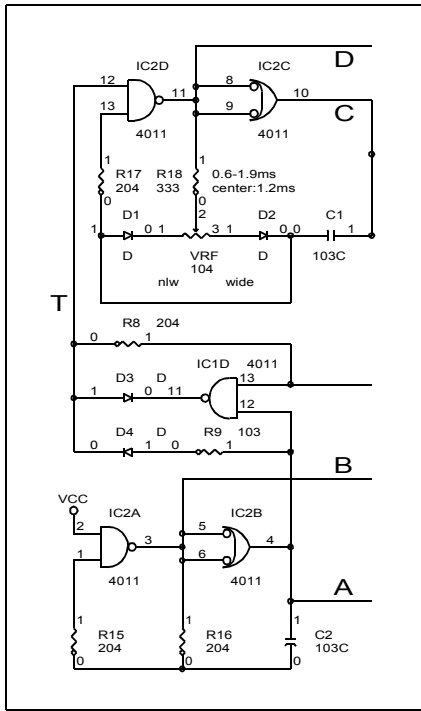 IC2D IC2C D
12 11 8 10
13 9 C
4011 4011
1 1
R17 R18 0.6-1.9ms
204 333 center:1.2ms
0 0
D1 2 D2 C1
1 0 1 3 1 0 0 1
D VRF D 103C
104
nlw wide
T
R8 204
0 1
IC1D 4011
D3 D 13
1 0 11
12
D4 D R9 103
0 1 0 1
B
VCC IC2A IC2B
2 3 5 4
1 6
4011 4011
A
1 1 1
R15 R16 C2
204 204 103C
0 0 0